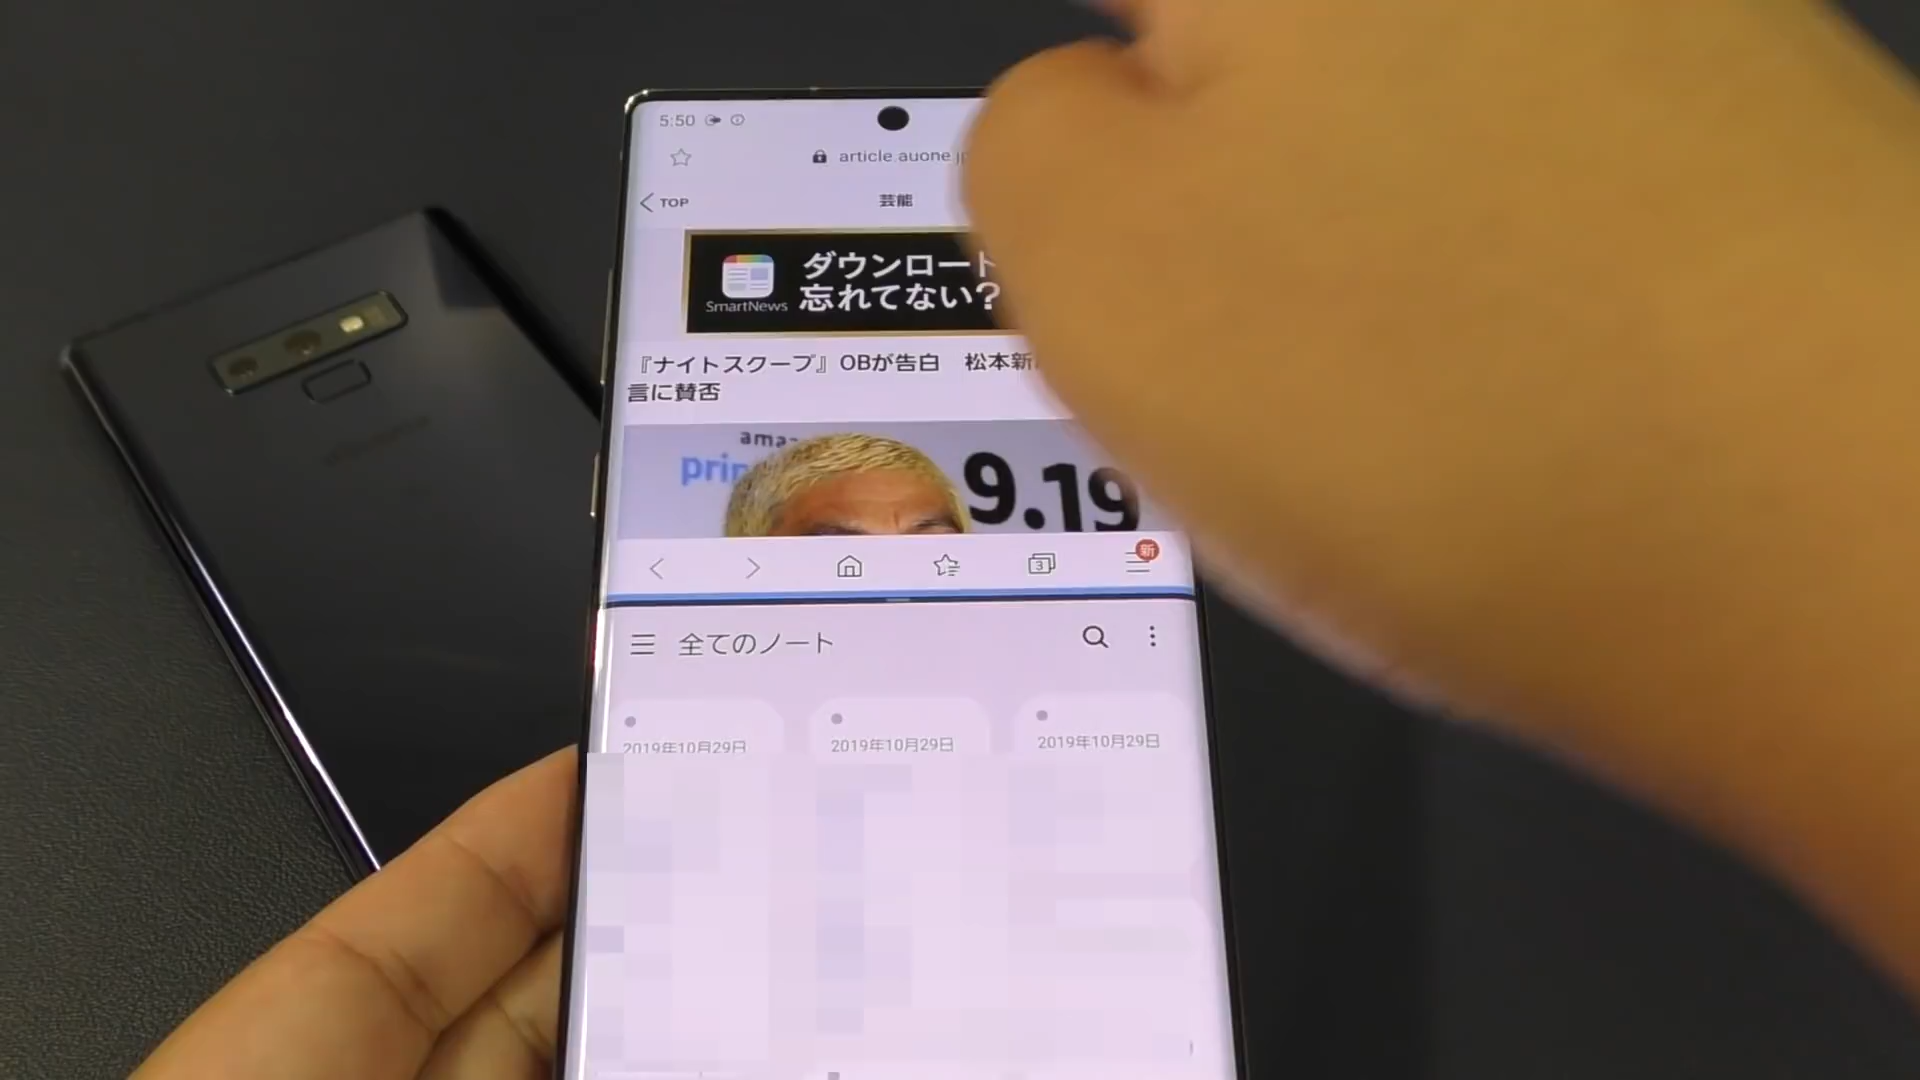 5:50
article.auone.jp
TOP
芸能
SmartNews
ダウンロード
忘れてない?
『ナイトスクープ』OBが告白　松本新
言に賛否
9.19
新
3
全てのノート
2019年10月29日
2019年10月29日
2019年10月29日